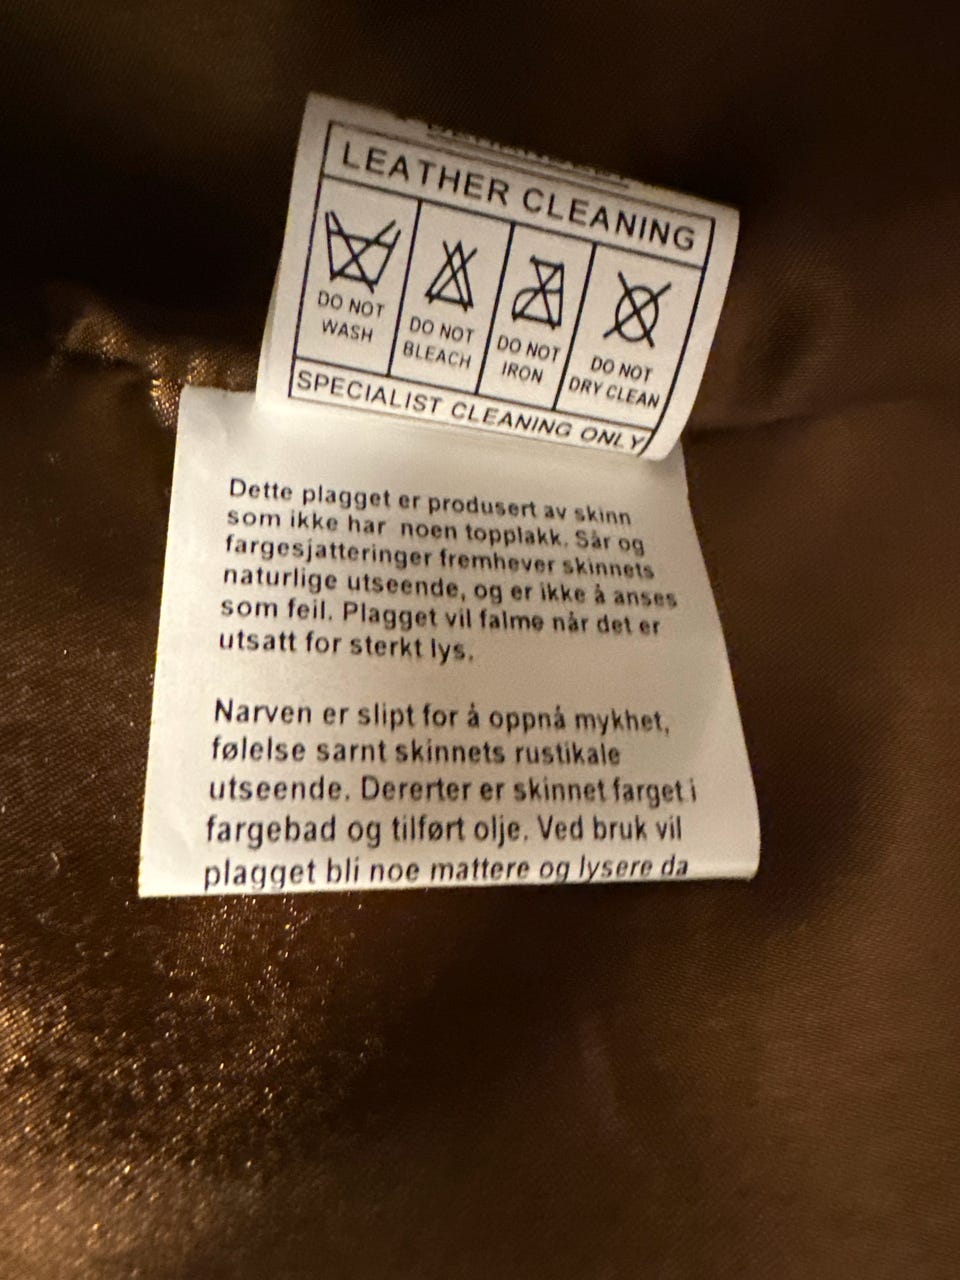 LEATHER CLEANING
DO NOT
WASH
DO NOT
BLEACH
DO NOT
IRON
DO NOT
DRY CLEAN
SPECIALIST CLEANING ONLY
Dette plagget er produsert av skinn
som ikke har noen topplakk. Sår og
fargesjatteringer fremhever skinnets
naturlige utseende, og er ikke å anses
som feil. Plagget vil falme når det er
utsatt for sterkt lys.
Narven er slipt for å oppnå mykhet,
følelse sarnt skinnets rustikale
utseende. Dererter er skinnet farget i
fargebad og tilført olje. Ved bruk vil
plagget bli noe mattere og lysere da